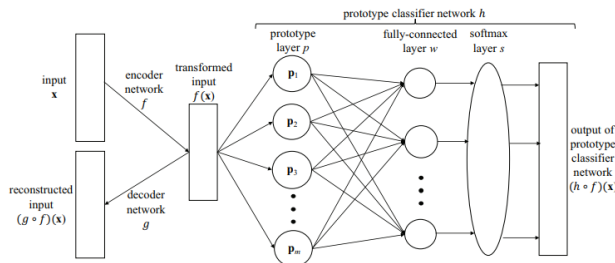 prototype classifier network h
prototype
layer p
fully-connected
layer w
softmax
layer s
input
x
encoder
network
f
transformed
input
f(x)
p1
p2
p3
pm
reconstructed
input
(g ∘ f)(x)
decoder
network
g
output of
prototype
classifier
network
(h ∘ f)(x)